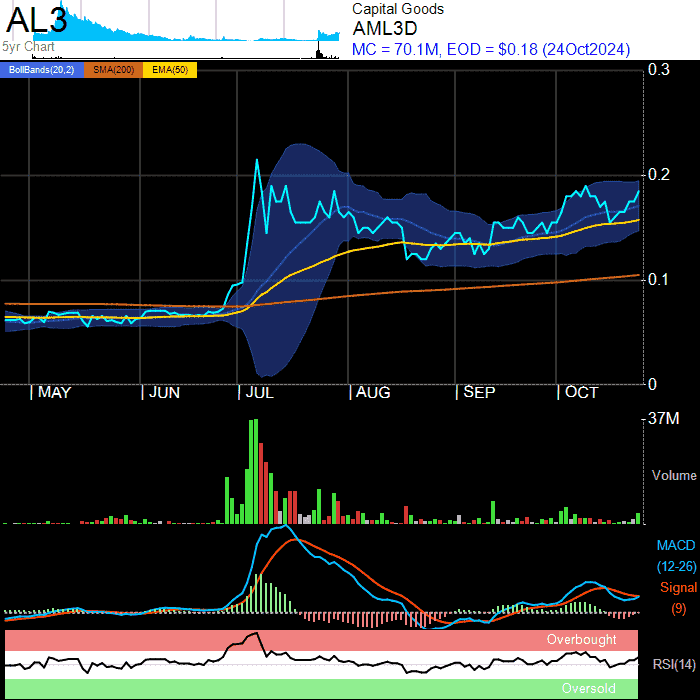 AL3
5yr Chart
Capital Goods
AML3D
MC = 70.1M, EOD = $0.18 (24Oct2024)
BollBands(20,2) SMA(200) EMA(50)
0.3
0.2
0.1
0
MAY JUN JUL AUG SEP OCT
37M
Volume
MACD
(12-26)
Signal
(9)
Overbought
RSI(14)
Oversold